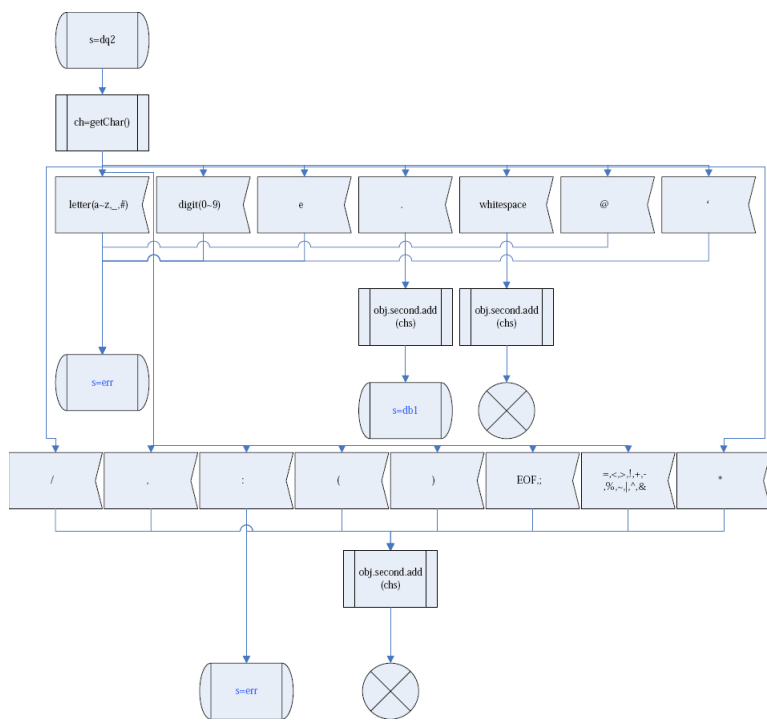 s=dq2
ch=getChar()
letter(a~z,_,#)
digit(0~9)
e
.
whitespace
@
‘
obj.second.add
(chs)
obj.second.add
(chs)
s=err
s=db1
/
,
:
(
)
EOF,;
=,<,>,!,+,-
,%,~,|,^,&
*
obj.second.add
(chs)
s=err